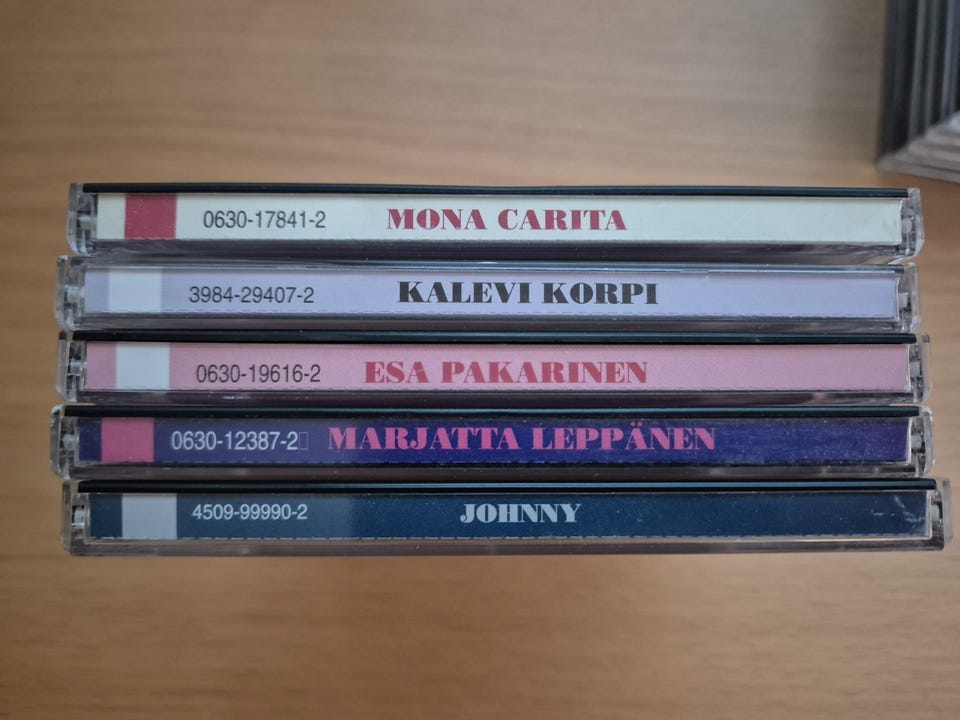 0630-17841-2 MONA CARITA
3984-29407-2 KALEVI KORPI
0630-19616-2 ESA PAKARINEN
0630-12387-2 MARJATTA LEPPÄNEN
4509-99990-2 JOHNNY